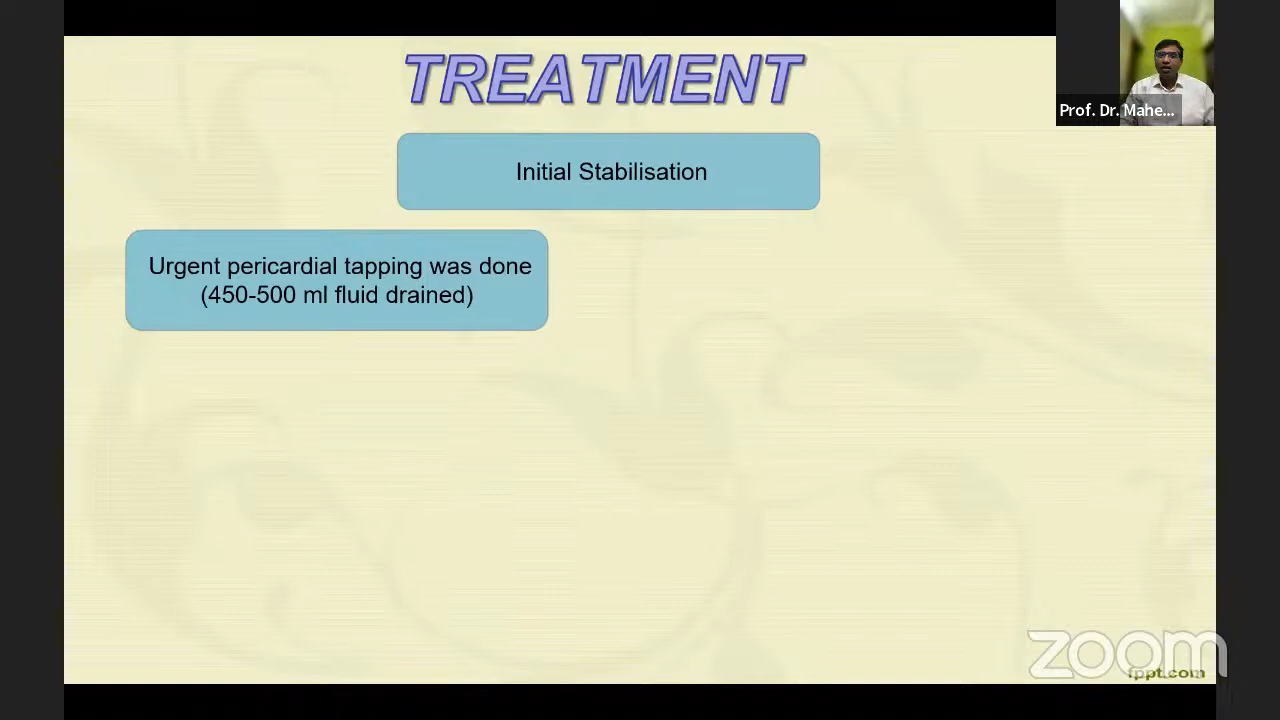 TREATMENT
Prof. Dr. Mahe...
Initial Stabilisation
Urgent pericardial tapping was done
(450-500 ml fluid drained)
zoom
fppt.com